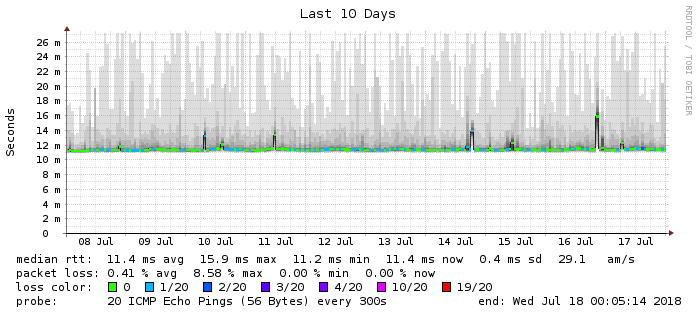 Last 10 Days
RRDTOOL / TOBI OETIKER
Seconds
26 m
24 m
22 m
20 m
18 m
16 m
14 m
12 m
10 m
8 m
6 m
4 m
2 m
0
08 Jul 09 Jul 10 Jul 11 Jul 12 Jul 13 Jul 14 Jul 15 Jul 16 Jul 17 Jul
median rtt: 11.4 ms avg 15.9 ms max 11.2 ms min 11.4 ms now 0.4 ms sd 29.1 am/s
packet loss: 0.41 % avg 8.58 % max 0.00 % min 0.00 % now
loss color: 0 1/20 2/20 3/20 4/20 10/20 19/20
probe: 20 ICMP Echo Pings (56 Bytes) every 300s end: Wed Jul 18 00:05:14 2018